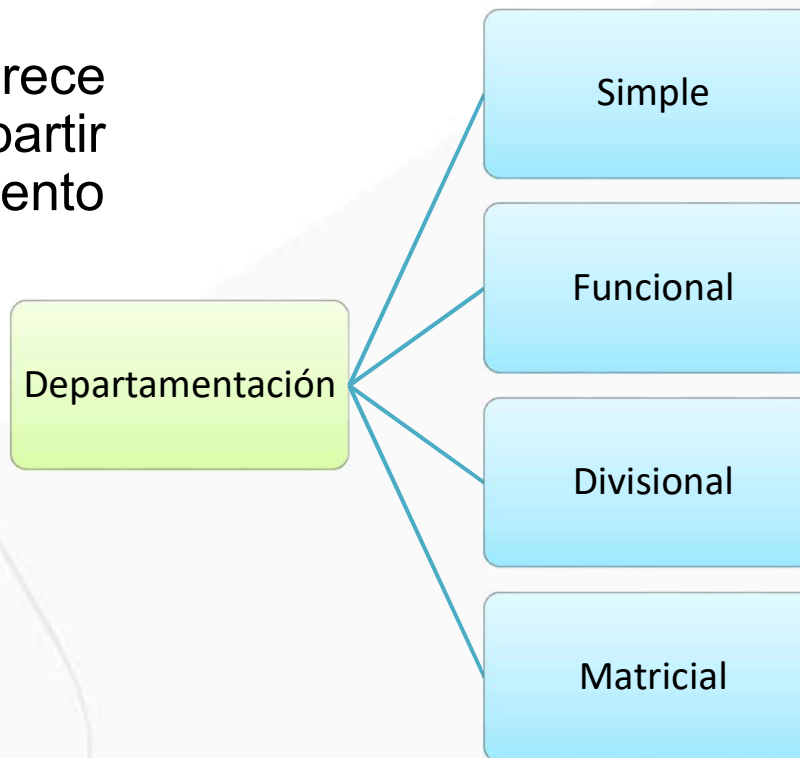 rece
partir
ento
Departamentación
Simple
Funcional
Divisional
Matricial